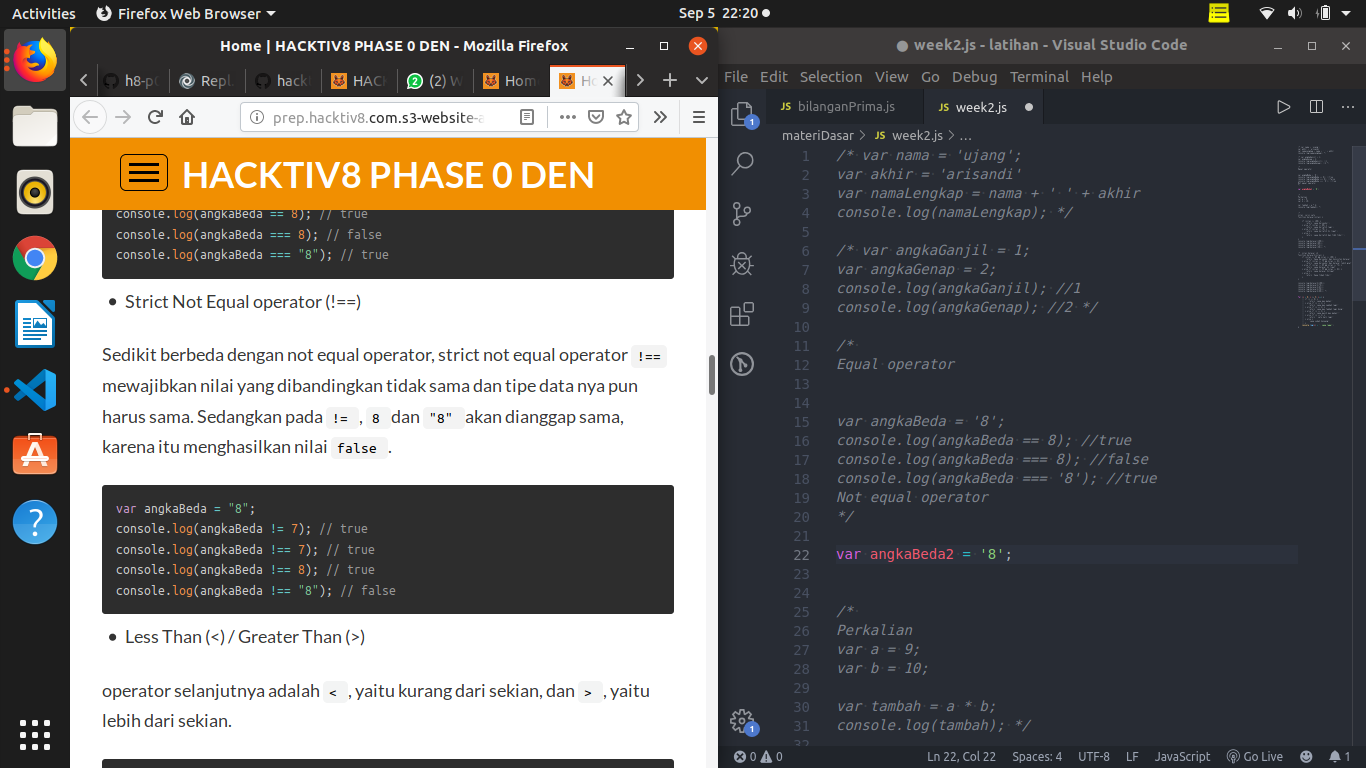 Activities
Firefox Web Browser
Sep 5 22:20
Home | HACKTIV8 PHASE 0 DEN - Mozilla Firefox
h8-p
Repl.
hack
HAC
(2) W
Hom
Ho
prep.hacktiv8.com.s3-website-a
HACKTIV8 PHASE 0 DEN
console.log(angkaBeda == 8); // true
console.log(angkaBeda === 8); // false
console.log(angkaBeda === "8"); // true
Strict Not Equal operator (!==)
Sedikit berbeda dengan not equal operator, strict not equal operator !==
mewajibkan nilai yang dibandingkan tidak sama dan tipe data nya pun
harus sama. Sedangkan pada != , 8 dan "8" akan dianggap sama,
karena itu menghasilkan nilai false .
var angkaBeda = "8";
console.log(angkaBeda != 7); // true
console.log(angkaBeda !== 7); // true
console.log(angkaBeda !== 8); // true
console.log(angkaBeda !== "8"); // false
Less Than (<) / Greater Than (>)
operator selanjutnya adalah < , yaitu kurang dari sekian, dan > , yaitu
lebih dari sekian.
● week2.js - latihan - Visual Studio Code
File Edit Selection View Go Debug Terminal Help
JS bilanganPrima.js
JS week2.js ●
materiDasar > JS week2.js > ...
1 /* var nama = 'ujang';
2 var akhir = 'arisandi'
3 var namaLengkap = nama + ' ' + akhir
4 console.log(namaLengkap); */
5
6 /* var angkaGanjil = 1;
7 var angkaGenap = 2;
8 console.log(angkaGanjil); //1
9 console.log(angkaGenap); //2 */
10
11 /*
12 Equal operator
13
14
15 var angkaBeda = '8';
16 console.log(angkaBeda == 8); //true
17 console.log(angkaBeda === 8); //false
18 console.log(angkaBeda === '8'); //true
19 Not equal operator
20 */
21
22 var angkaBeda2 = '8';
23
24
25 /*
26 Perkalian
27 var a = 9;
28 var b = 10;
29
30 var tambah = a * b;
31 console.log(tambah); */
32
1
1
0 0
Ln 22, Col 22 Spaces: 4 UTF-8 LF JavaScript Go Live 1